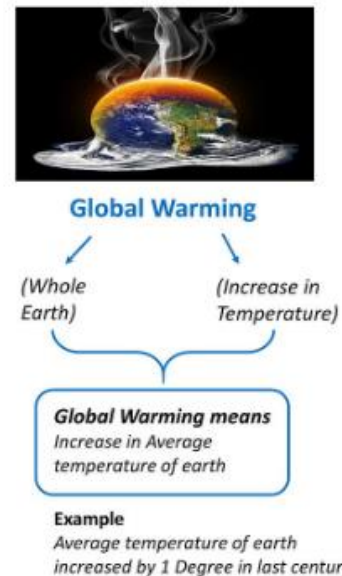 Global Warming
(Whole
Earth)
(Increase in
Temperature)
Global Warming means
Increase in Average
temperature of earth
Example
Average temperature of earth
increased by 1 Degree in last centur